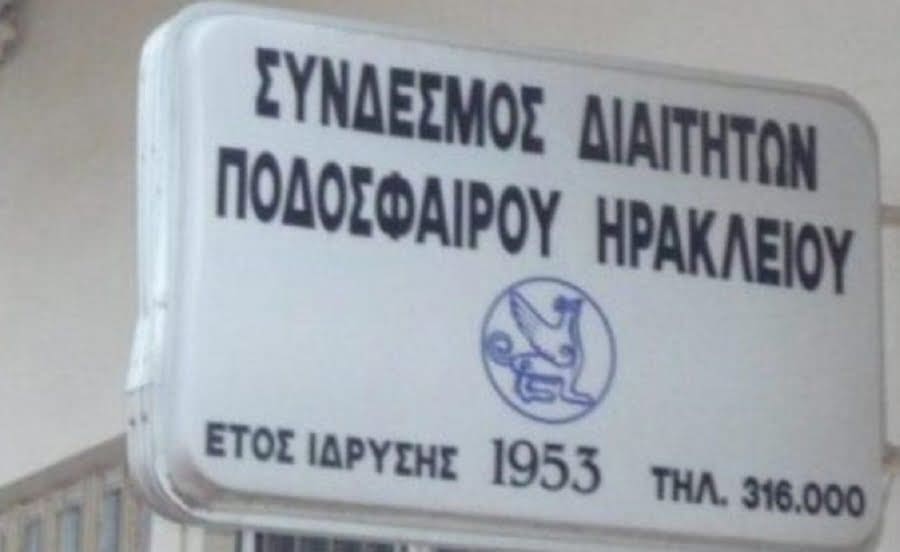 ΣΥΝΔΕΣΜΟΣ ΔΙΑΙΤΗΤΩΝ
ΠΟΔΟΣΦΑΙΡΟΥ ΗΡΑΚΛΕΙΟΥ
ΕΤΟΣ ΙΔΡΥΣΗΣ 1953 ΤΗΛ. 316.000